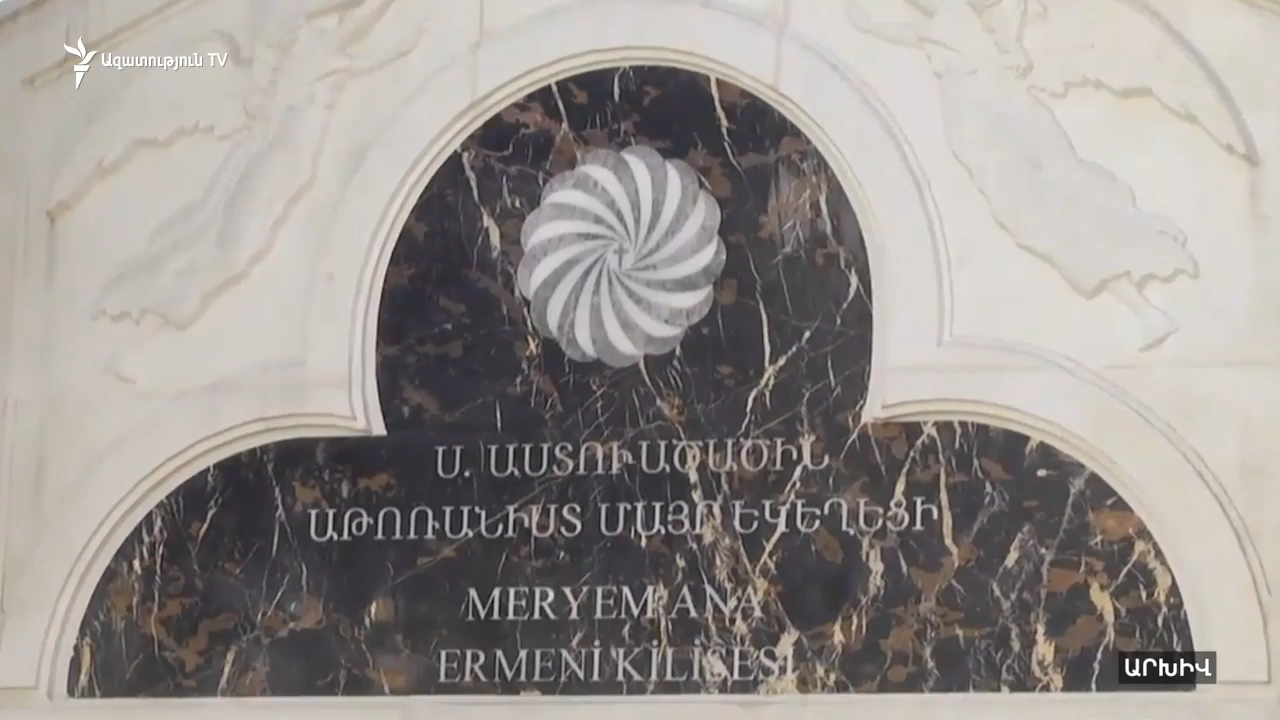 Ազատություն TV
Ս. ԱՍՏՈՒԱԾԱԾԻՆ
ԱԹՈՌԱՆԻՍՏ ՄԱՅՐ ԵԿԵՂԵՑԻ
MERYEM ANA
ERMENİ KİLİSESİ
ԱՐԽԻՎ